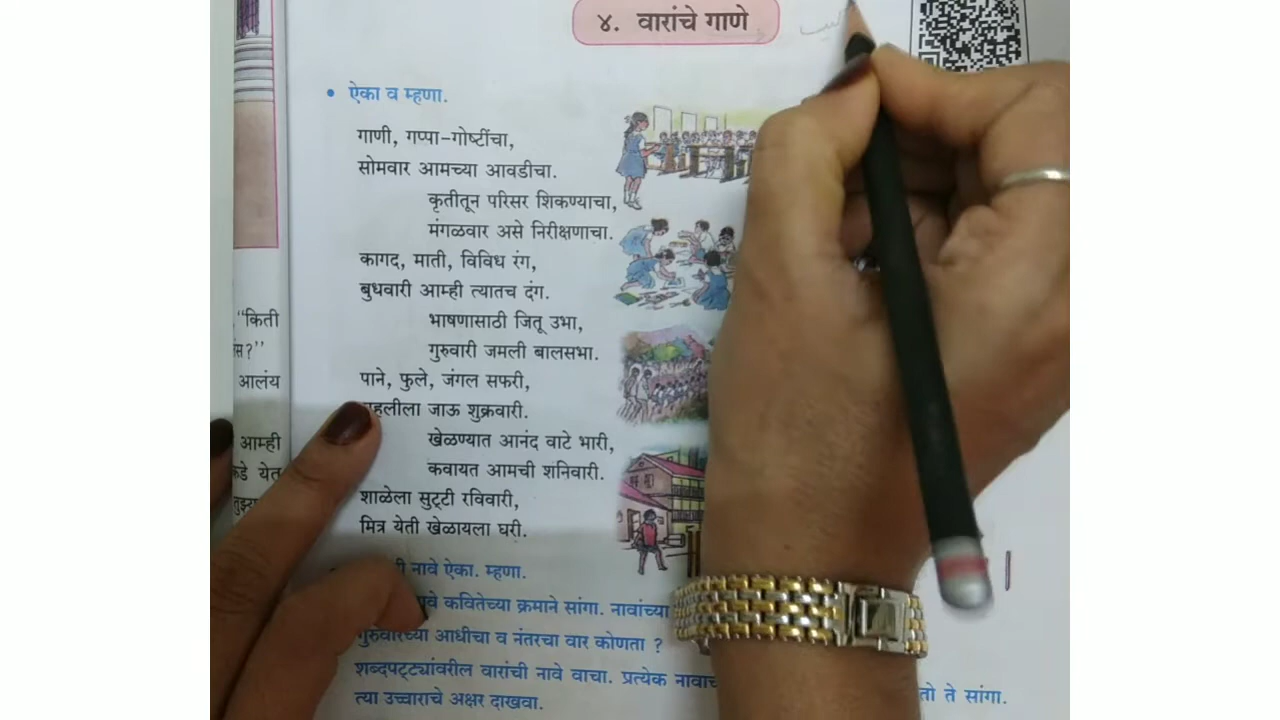 ४. वारांचे गाणे
• ऐका व म्हणा.
गाणी, गप्पा-गोष्टींचा,
सोमवार आमच्या आवडीचा.
कृतीतून परिसर शिकण्याचा,
मंगळवार असे निरीक्षणाचा.
कागद, माती, विविध रंग,
बुधवारी आम्ही त्यातच दंग.
भाषणासाठी जितू उभा,
गुरुवारी जमली बालसभा.
पाने, फुले, जंगल सफरी,
जाऊ शुक्रवारी.
खेळण्यात आनंद वाटे भारी,
कवायत आमची शनिवारी.
शाळेला सुट्टी रविवारी,
मित्र येती खेळायला घरी.
नावे ऐका. म्हणा.
कवितेच्या क्रमाने सांगा. नावांच्या
गुरुवारच्या आधीचा व नंतरचा वार कोणता ?
शब्दपट्ट्यांवरील वारांची नावे वाचा. प्रत्येक तो ते सांगा.
त्या उच्चाराचे अक्षर दाखवा.
"किती
आलंय
आम्ही
येत